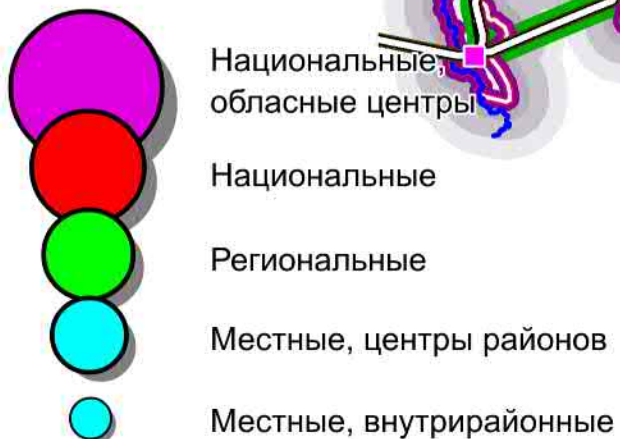 Национальные,
обласные центры
Национальные
Региональные
Местные, центры районов
Местные, внутрирайонные